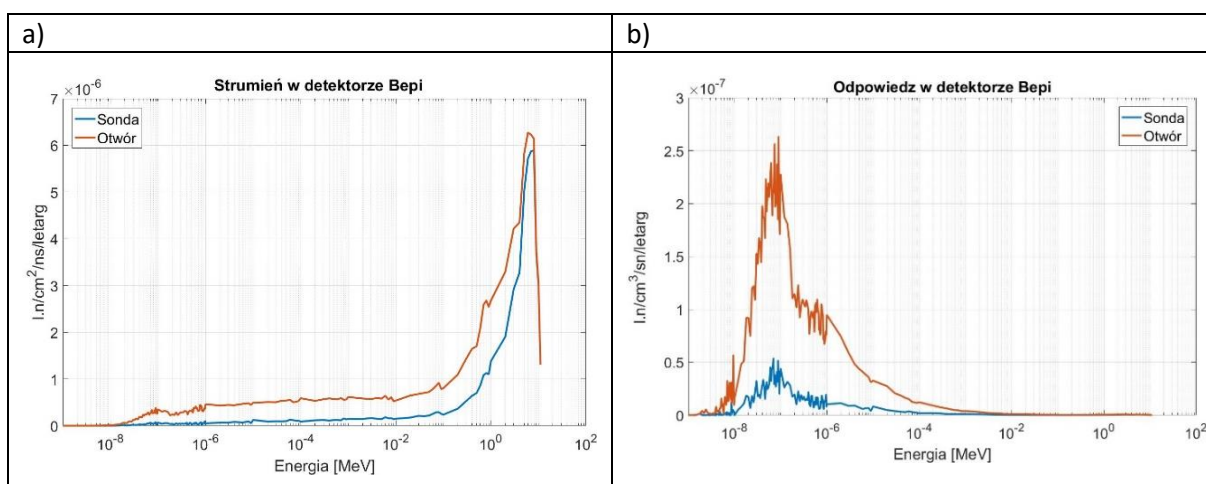 a)
b)
Strumień w detektorze Bepi
×10⁻⁶
Sonda
Otwór
7
6
5
4
3
2
1
0
l.n/cm²/ns/letarg
10⁻⁸
10⁻⁶
10⁻⁴
10⁻²
10⁰
10²
Energia [MeV]
Odpowiedz w detektorze Bepi
×10⁻⁷
Sonda
Otwór
3
2.5
2
1.5
1
0.5
0
l.n/cm³/sn/letarg
10⁻⁸
10⁻⁶
10⁻⁴
10⁻²
10⁰
10²
Energia [MeV]